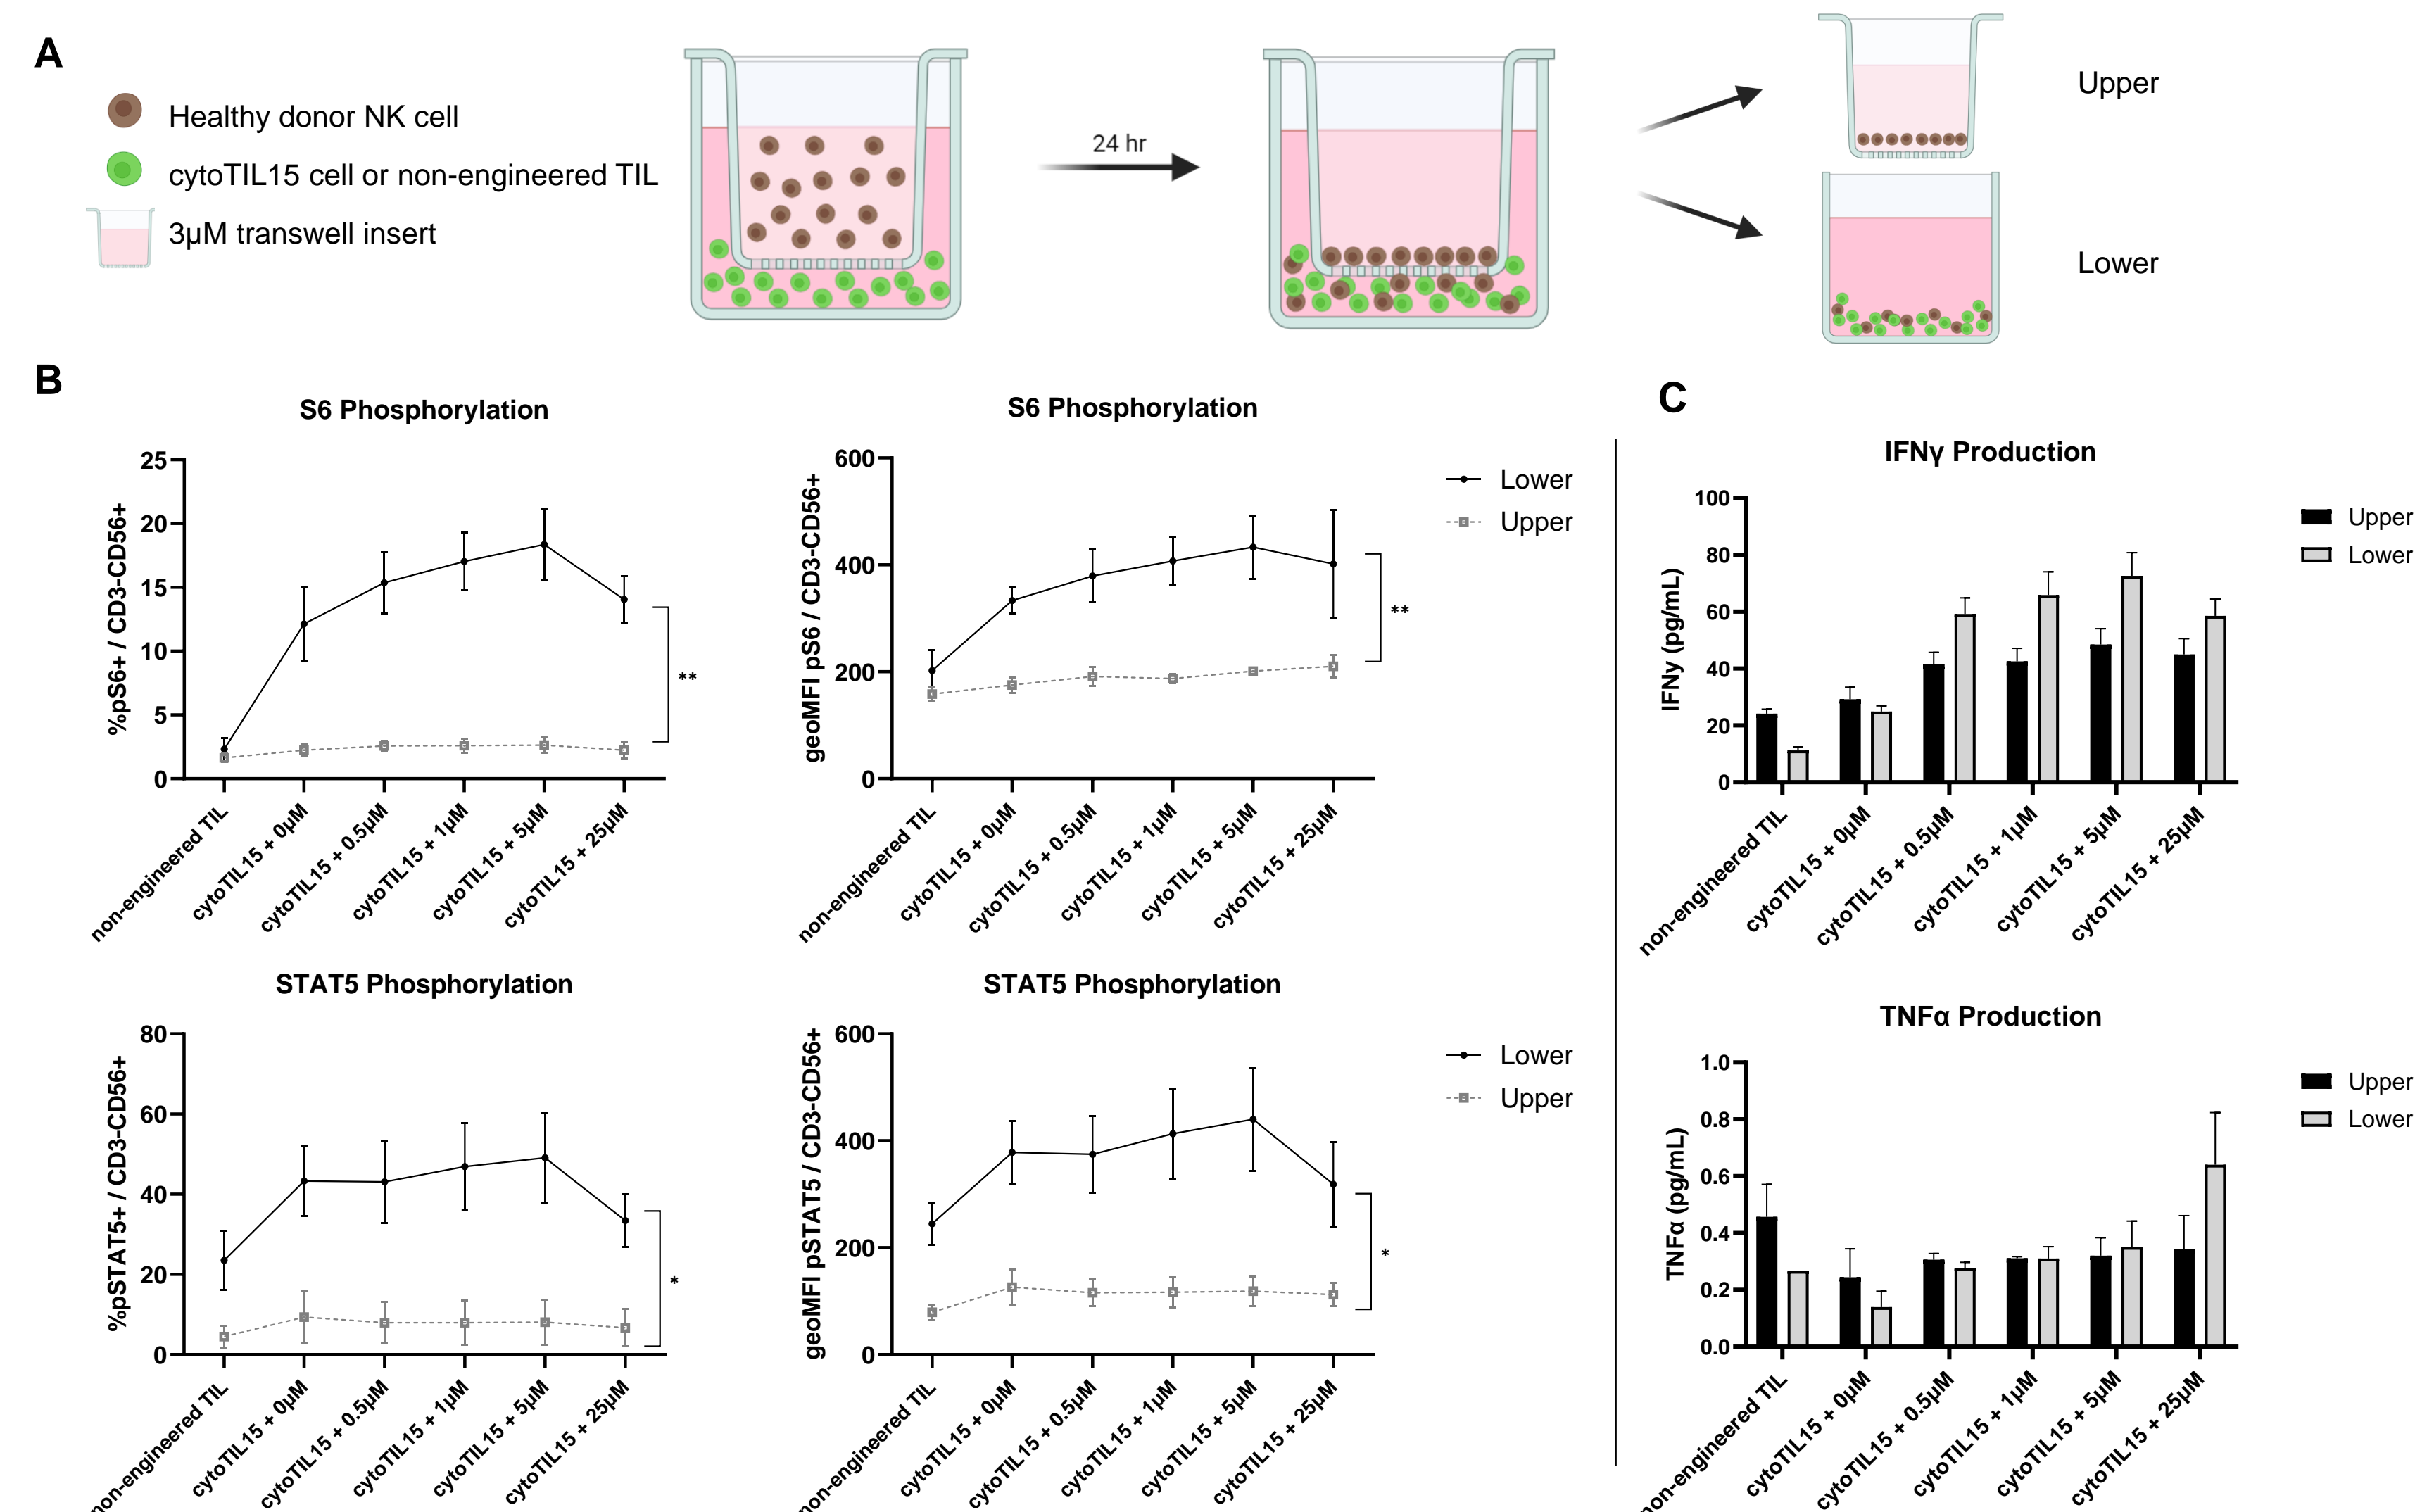 A
Healthy donor NK cell
cytoTIL15 cell or non-engineered TIL
3µM transwell insert
24 hr
Upper
Lower
B
S6 Phosphorylation
%pS6+ / CD3-CD56+
25
20
15
10
5
0
non-engineered TIL
cytoTIL15 + 0µM
cytoTIL15 + 0.5µM
cytoTIL15 + 1µM
cytoTIL15 + 5µM
cytoTIL15 + 25µM
**
S6 Phosphorylation
geoMFI pS6 / CD3-CD56+
600
400
200
0
non-engineered TIL
cytoTIL15 + 0µM
cytoTIL15 + 0.5µM
cytoTIL15 + 1µM
cytoTIL15 + 5µM
cytoTIL15 + 25µM
**
Lower
Upper
STAT5 Phosphorylation
%pSTAT5+ / CD3-CD56+
80
60
40
20
0
non-engineered TIL
cytoTIL15 + 0µM
cytoTIL15 + 0.5µM
cytoTIL15 + 1µM
cytoTIL15 + 5µM
cytoTIL15 + 25µM
*
STAT5 Phosphorylation
geoMFI pSTAT5 / CD3-CD56+
600
400
200
0
non-engineered TIL
cytoTIL15 + 0µM
cytoTIL15 + 0.5µM
cytoTIL15 + 1µM
cytoTIL15 + 5µM
cytoTIL15 + 25µM
*
Lower
Upper
C
IFNγ Production
IFNy (pg/mL)
100
80
60
40
20
0
non-engineered TIL
cytoTIL15 + 0µM
cytoTIL15 + 0.5µM
cytoTIL15 + 1µM
cytoTIL15 + 5µM
cytoTIL15 + 25µM
Upper
Lower
TNFα Production
TNFα (pg/mL)
1.0
0.8
0.6
0.4
0.2
0.0
non-engineered TIL
cytoTIL15 + 0µM
cytoTIL15 + 0.5µM
cytoTIL15 + 1µM
cytoTIL15 + 5µM
cytoTIL15 + 25µM
Upper
Lower